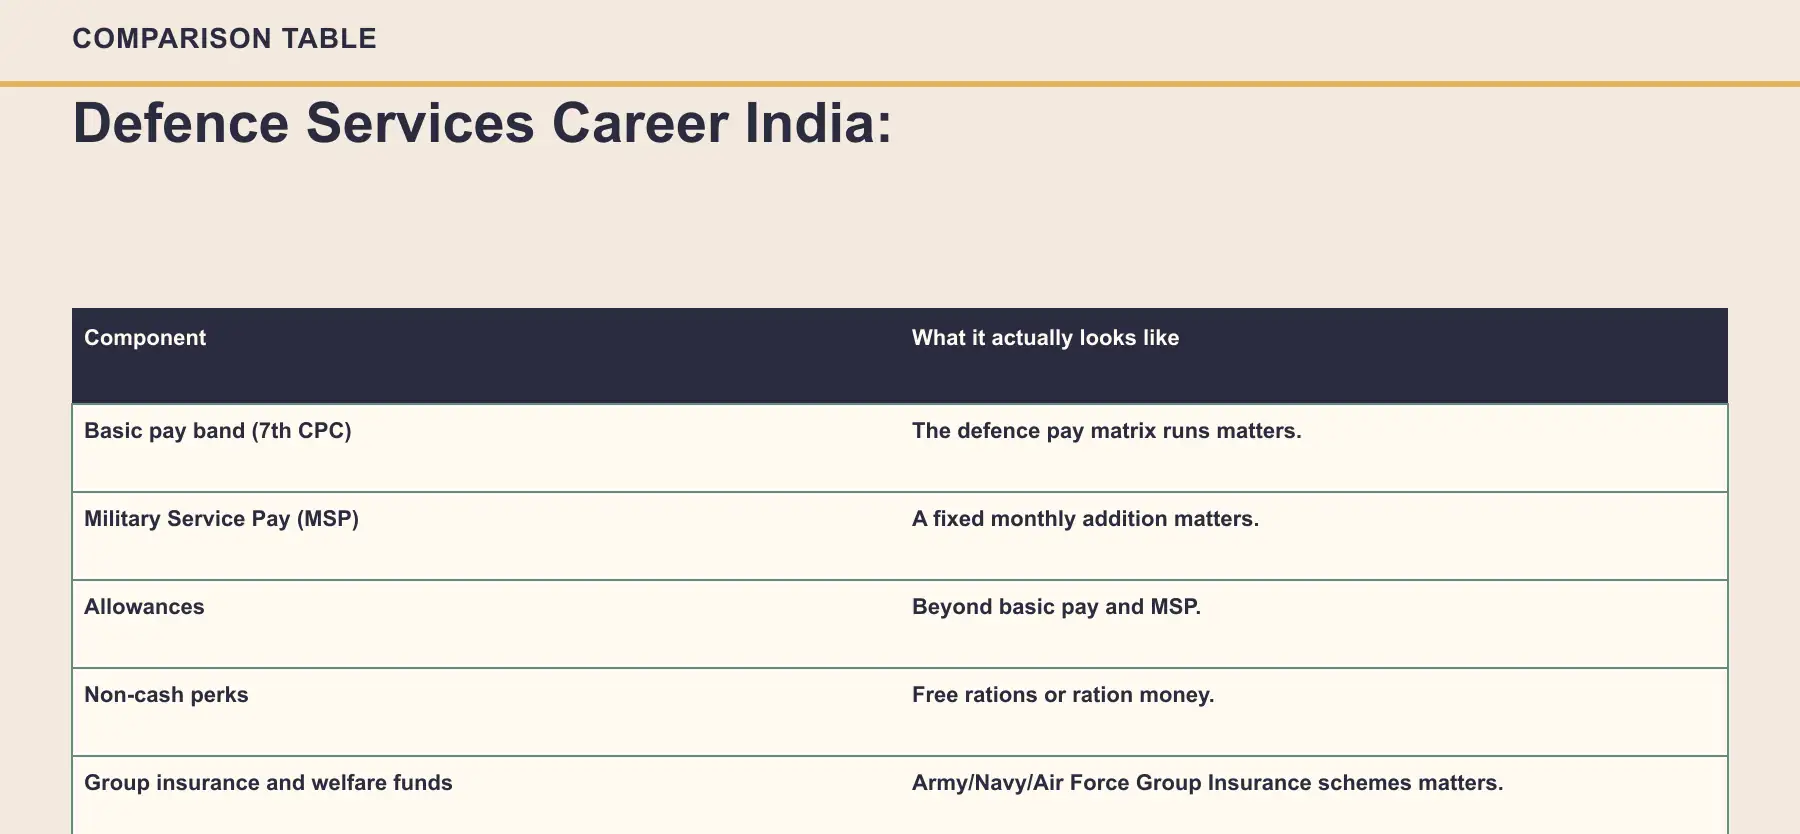 COMPARISON TABLE
Defence Services Career India:
Component What it actually looks like
Basic pay band (7th CPC) The defence pay matrix runs matters.
Military Service Pay (MSP) A fixed monthly addition matters.
Allowances Beyond basic pay and MSP.
Non-cash perks Free rations or ration money.
Group insurance and welfare funds Army/Navy/Air Force Group Insurance schemes matters.